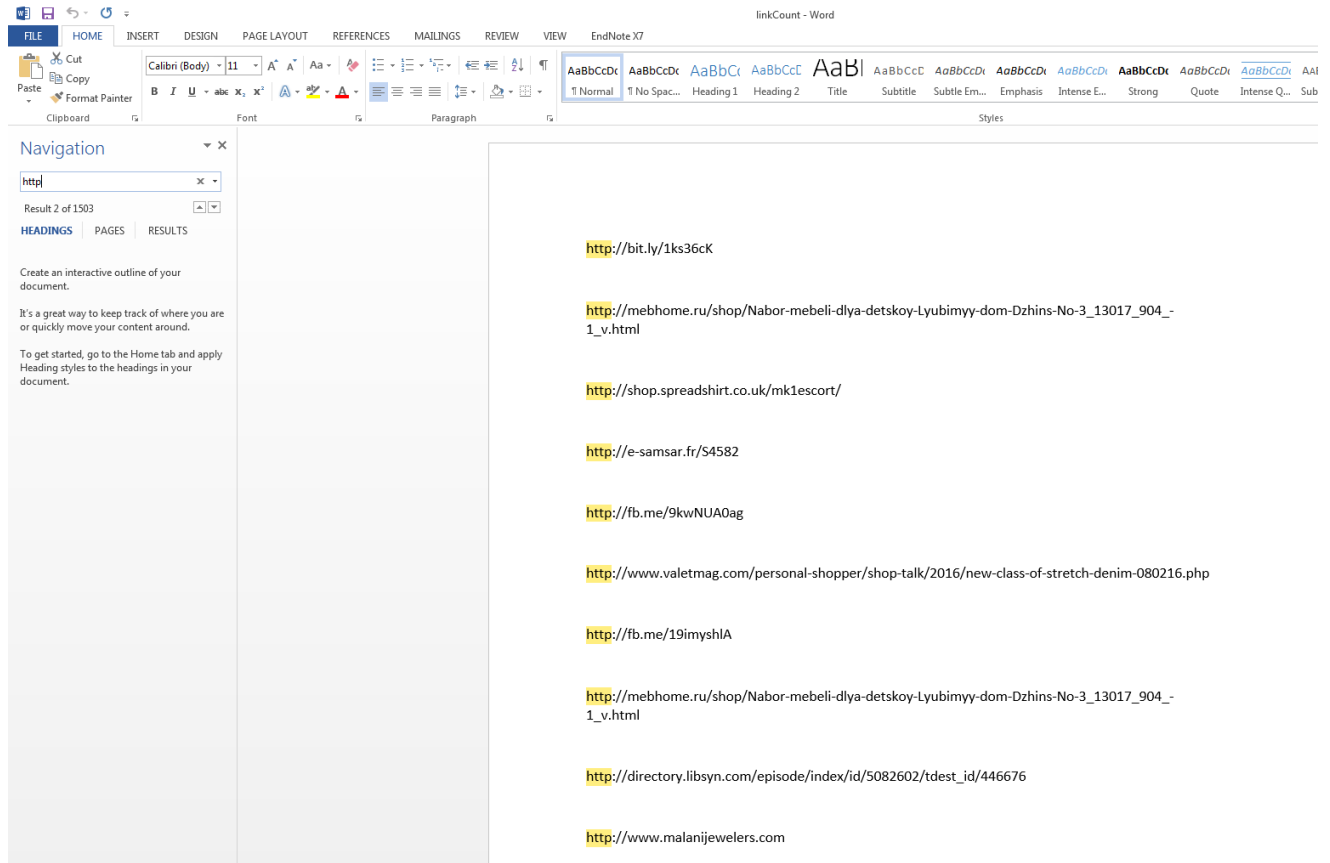 linkCount - Word
FILE HOME INSERT DESIGN PAGE LAYOUT REFERENCES MAILINGS REVIEW VIEW EndNote X7
Cut
Copy
Paste
Format Painter
Calibri (Body) 11
AaBbCcDc AaBbCcDc AaBbCc AaBbCcC AaB AaBbCcC AaBbCcDc AaBbCcDc AaBbCcDc AaBbCcDc AaBbCcDc AaBbCcDc
¶ Normal ¶ No Spac... Heading 1 Heading 2 Title Subtitle Subtle Em... Emphasis Intense E... Strong Quote Intense Q...
Clipboard Font Paragraph Styles
Navigation
http
Result 2 of 1503
HEADINGS PAGES RESULTS
Create an interactive outline of your
document.
It's a great way to keep track of where you are
or quickly move your content around.
To get started, go to the Home tab and apply
Heading styles to the headings in your
document.
http://bit.ly/1ks36cK
http://mebhome.ru/shop/Nabor-mebeli-dlya-detskoy-Lyubimyy-dom-Dzhins-No-3_13017_904_-
1_v.html
http://shop.spreadshirt.co.uk/mk1escort/
http://e-samsar.fr/S4582
http://fb.me/9kwNUA0ag
http://www.valetmag.com/personal-shopper/shop-talk/2016/new-class-of-stretch-denim-080216.php
http://fb.me/19imyshlA
http://mebhome.ru/shop/Nabor-mebeli-dlya-detskoy-Lyubimyy-dom-Dzhins-No-3_13017_904_-
1_v.html
http://directory.libsyn.com/episode/index/id/5082602/tdest_id/446676
http://www.malanijewelers.com